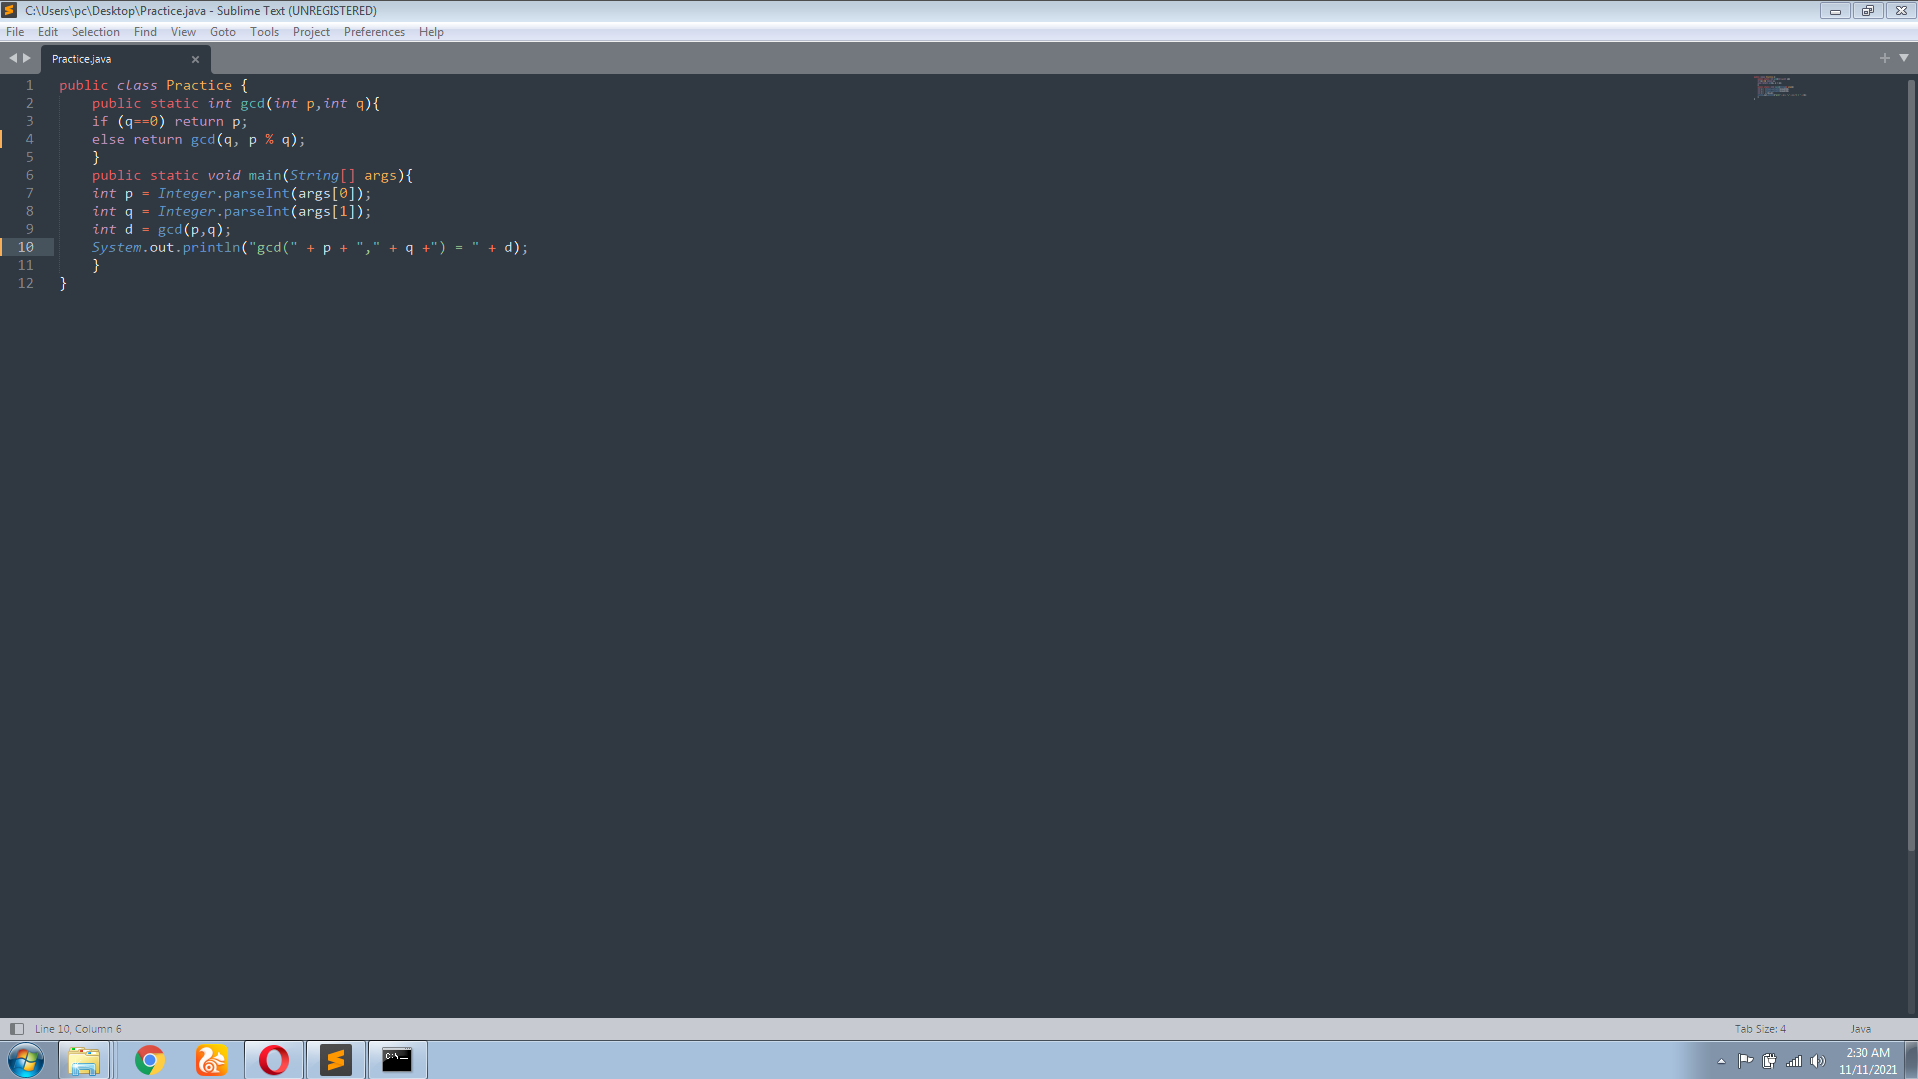 C:\Users\pc\Desktop\Practice.java - Sublime Text (UNREGISTERED)
File Edit Selection Find View Goto Tools Project Preferences Help
Practice.java
1 public class Practice {
2     public static int gcd(int p,int q){
3     if (q==0) return p;
4     else return gcd(q, p % q);
5     }
6     public static void main(String[] args){
7     int p = Integer.parseInt(args[0]);
8     int q = Integer.parseInt(args[1]);
9     int d = gcd(p,q);
10     System.out.println("gcd(" + p + "," + q +") = " + d);
11     }
12 }
Line 10, Column 6 Tab Size: 4 Java
C:\._
2:30 AM
11/11/2021